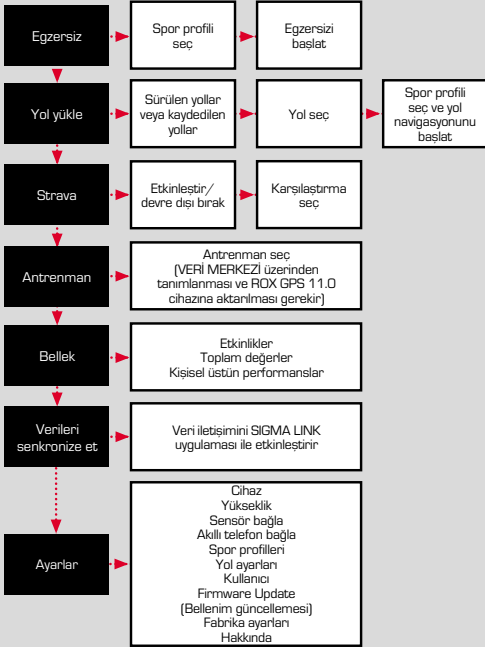 Egzersiz
Spor profili
seç
Egzersizi
başlat
Yol yükle
Sürülen yollar
veya kaydedilen
yollar
Yol seç
Spor profili
seç ve yol
navigasyonunu
başlat
Strava
Etkinleştir/
devre dışı bırak
Karşılaştırma
seç
Antrenman
Antrenman seç
(VERİ MERKEZİ üzerinden
tanımlanması ve ROX GPS 11.0
cihazına aktarılması gerekir)
Bellek
Etkinlikler
Toplam değerler
Kişisel üstün performanslar
Verileri
senkronize et
Veri iletişimini SIGMA LINK
uygulaması ile etkinleştirir
Ayarlar
Cihaz
Yükseklik
Sensör bağla
Akıllı telefon bağla
Spor profilleri
Yol ayarları
Kullanıcı
Firmware Update
(Bellenim güncellemesi)
Fabrika ayarları
Hakkında